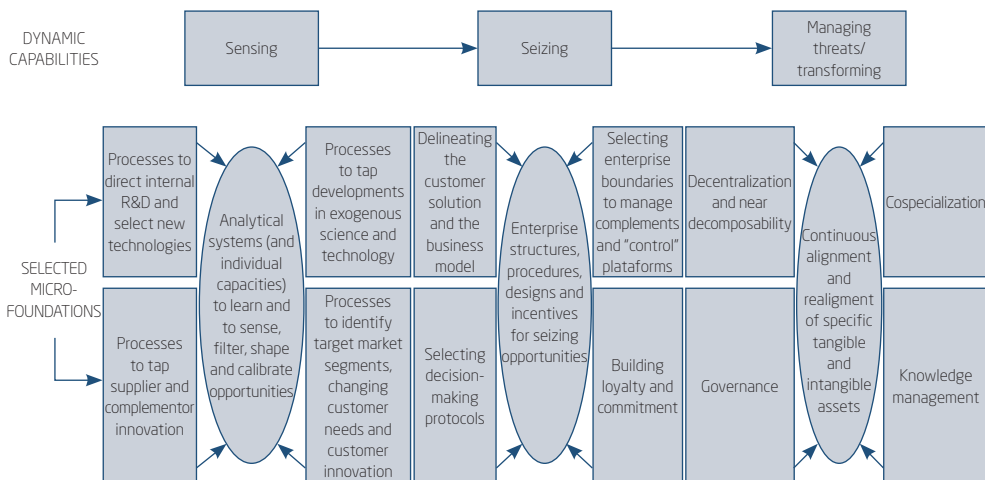 DYNAMIC
CAPABILITIES
Sensing
Seizing
Managing
threats/
transforming
SELECTED
MICRO-
FOUNDATIONS
Processes to
direct internal
R&D and
select new
technologies
Analytical
systems (and
individual
capacities)
to learn and
to sense,
filter, shape
and calibrate
opportunities
Processes
to tap
developments
in exogenous
science and
technology
Delineating
the
customer
solution
and the
business
model
Enterprise
structures,
procedures,
designs and
incentives
for seizing
opportunities
Selecting
enterprise
boundaries
to manage
complements
and "control"
plataforms
Decentralization
and near
decomposability
Continuous
alignment
and
realigment
of specific
tangible
and
intangible
assets
Cospecialization
Processes
to tap
supplier and
complementor
innovation
Processes
to identify
target market
segments,
changing
customer
needs and
customer
innovation
Selecting
decision-
making
protocols
Building
loyalty and
commitment
Governance
Knowledge
management